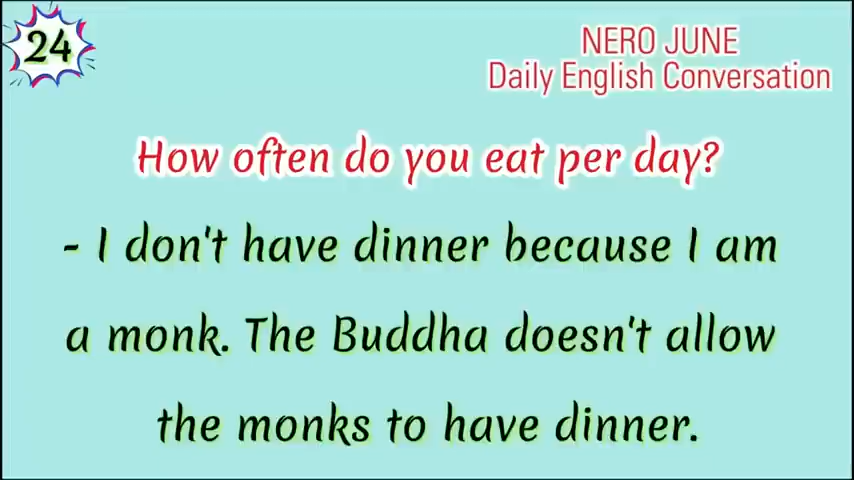 24
NERO JUNE
Daily English Conversation
How often do you eat per day?
- I don't have dinner because I am
a monk. The Buddha doesn't allow
the monks to have dinner.